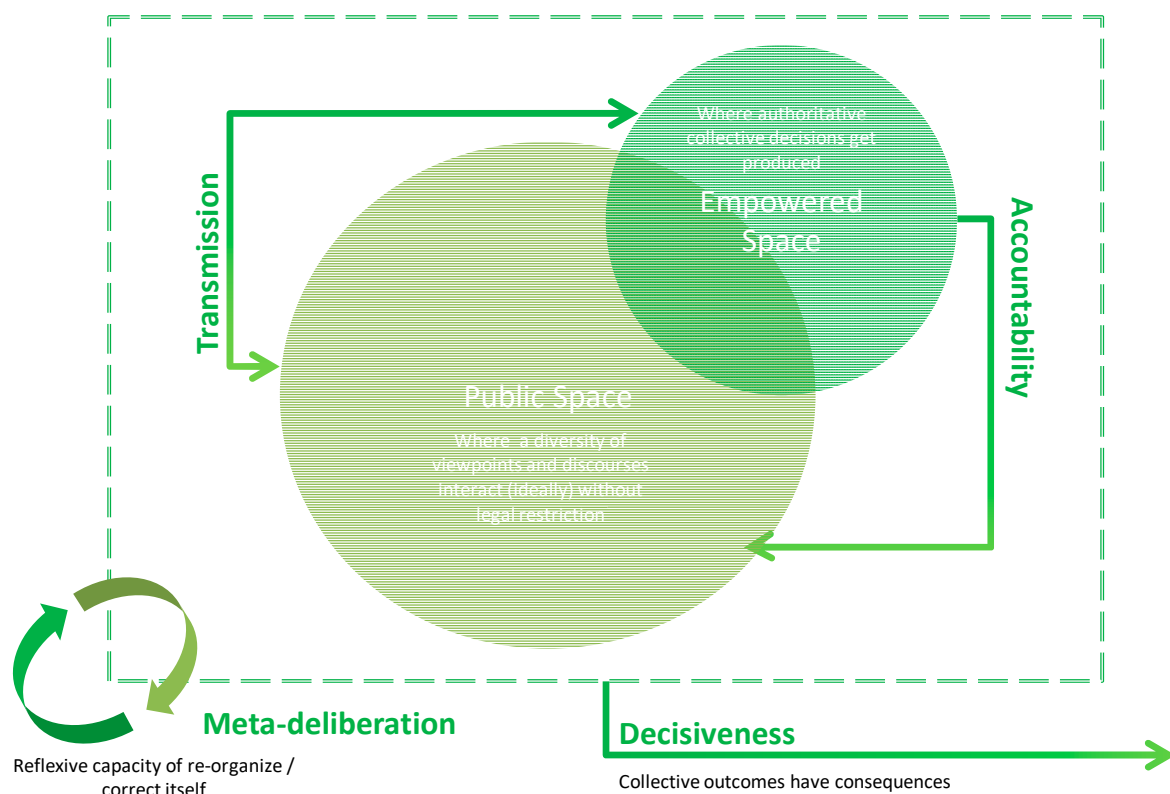 Where authoritative
collective decisions get
produced
Empowered
Space
Transmission
Accountability
Public Space
Where a diversity of
viewpoints and discourses
interact (ideally) without
legal restriction
Meta-deliberation
Reflexive capacity of re-organize /
correct itself
Decisiveness
Collective outcomes have consequences